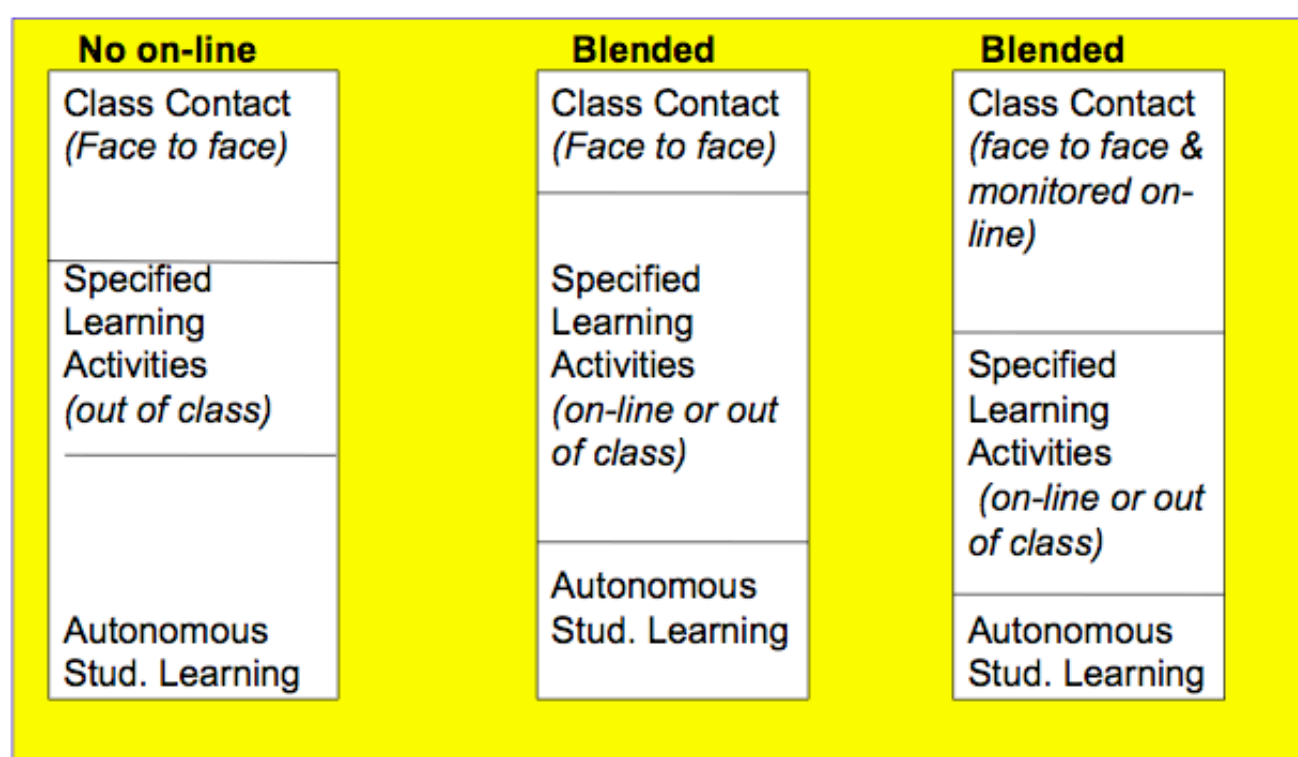 No on-line
Class Contact
(Face to face)
Specified
Learning
Activities
(out of class)
Autonomous
Stud. Learning
Blended
Class Contact
(Face to face)
Specified
Learning
Activities
(on-line or out
of class)
Autonomous
Stud. Learning
Blended
Class Contact
(face to face &
monitored on-
line)
Specified
Learning
Activities
(on-line or out
of class)
Autonomous
Stud. Learning